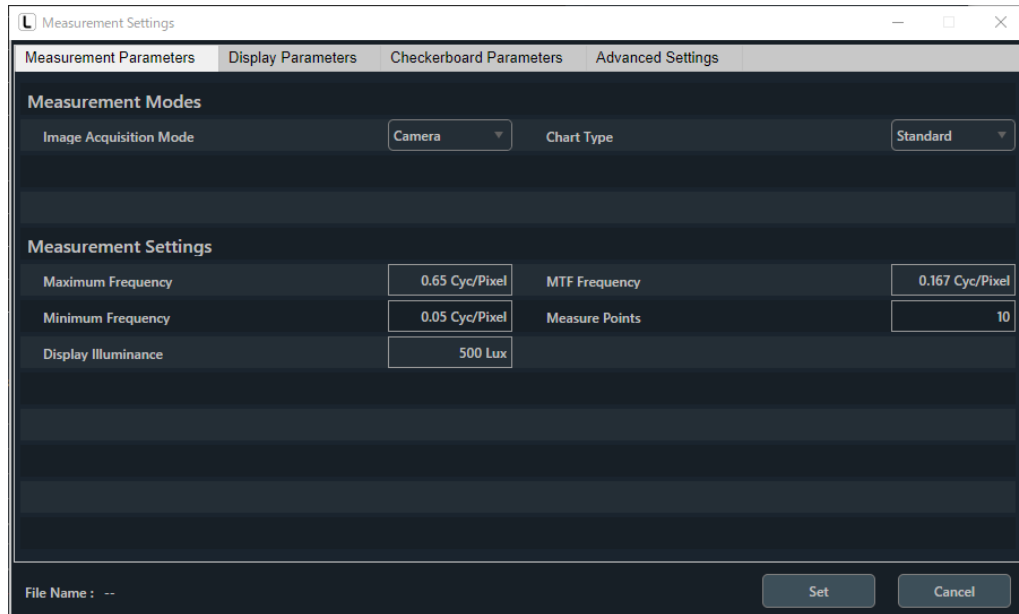 L Measurement Settings
Measurement Parameters Display Parameters Checkerboard Parameters Advanced Settings
Measurement Modes
Image Acquisition Mode Camera Chart Type Standard
Measurement Settings
Maximum Frequency 0.65 Cyc/Pixel MTF Frequency 0.167 Cyc/Pixel
Minimum Frequency 0.05 Cyc/Pixel Measure Points 10
Display Illuminance 500 Lux
File Name : -- Set Cancel